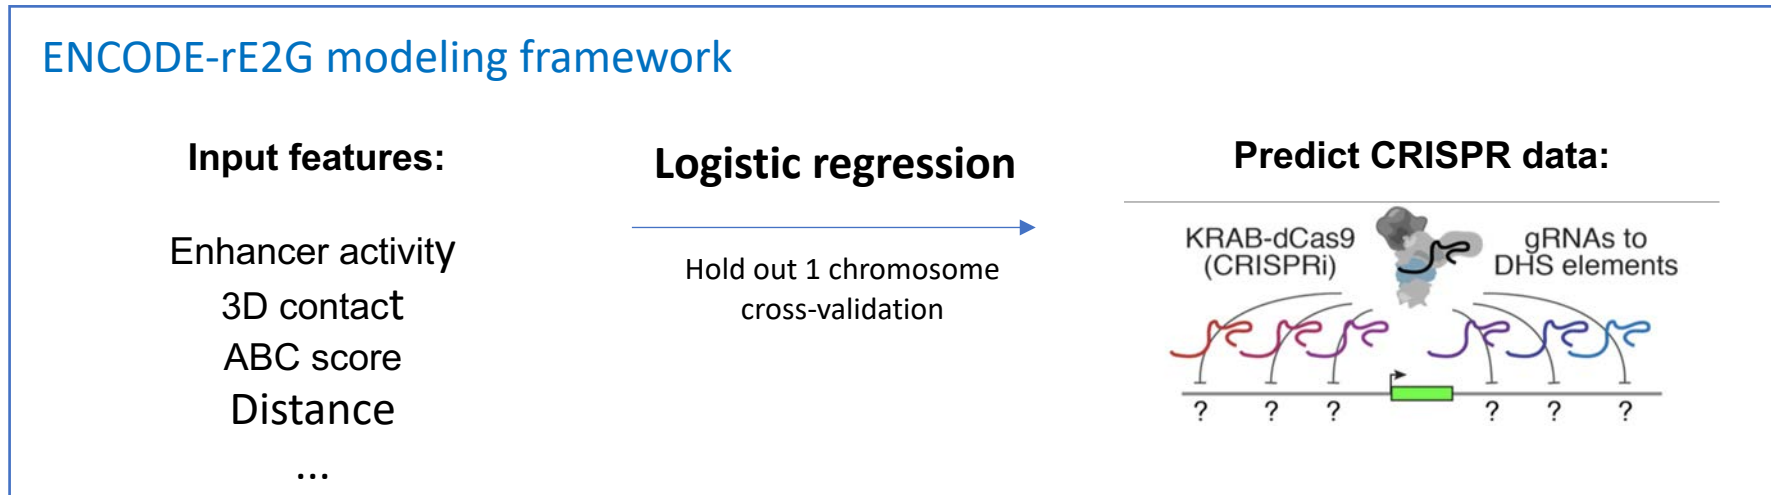 ENCODE-rE2G modeling framework
Input features:
Enhancer activity
3D contact
ABC score
Distance
...
Logistic regression
Hold out 1 chromosome
cross-validation
Predict CRISPR data:
KRAB-dCas9
(CRISPRi)
gRNAs to
DHS elements
? ? ? ? ? ?